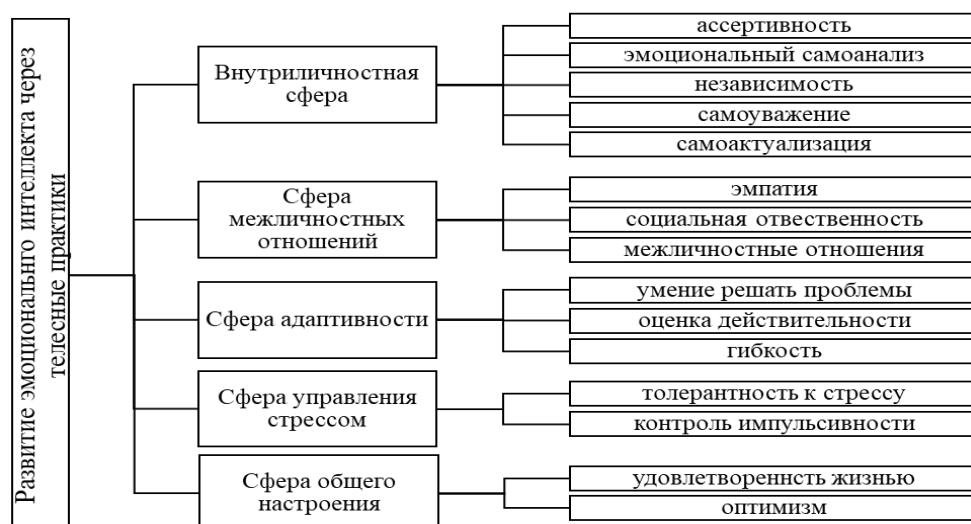 Развитие эмоциональнго интеллекта через
телесные практики
Внутриличностная
сфера
ассертивность
эмоциональный самоанализ
независимость
самоуважение
самоактуализация
Сфера
межличностных
отношений
эмпатия
социальная отвественность
межличностные отношения
Сфера адаптивности
умение решать проблемы
оценка действительности
гибкость
Сфера управления
стрессом
толерантность к стрессу
контроль импульсивности
Сфера общего
настроения
удовлетвореннсть жизнью
оптимизм